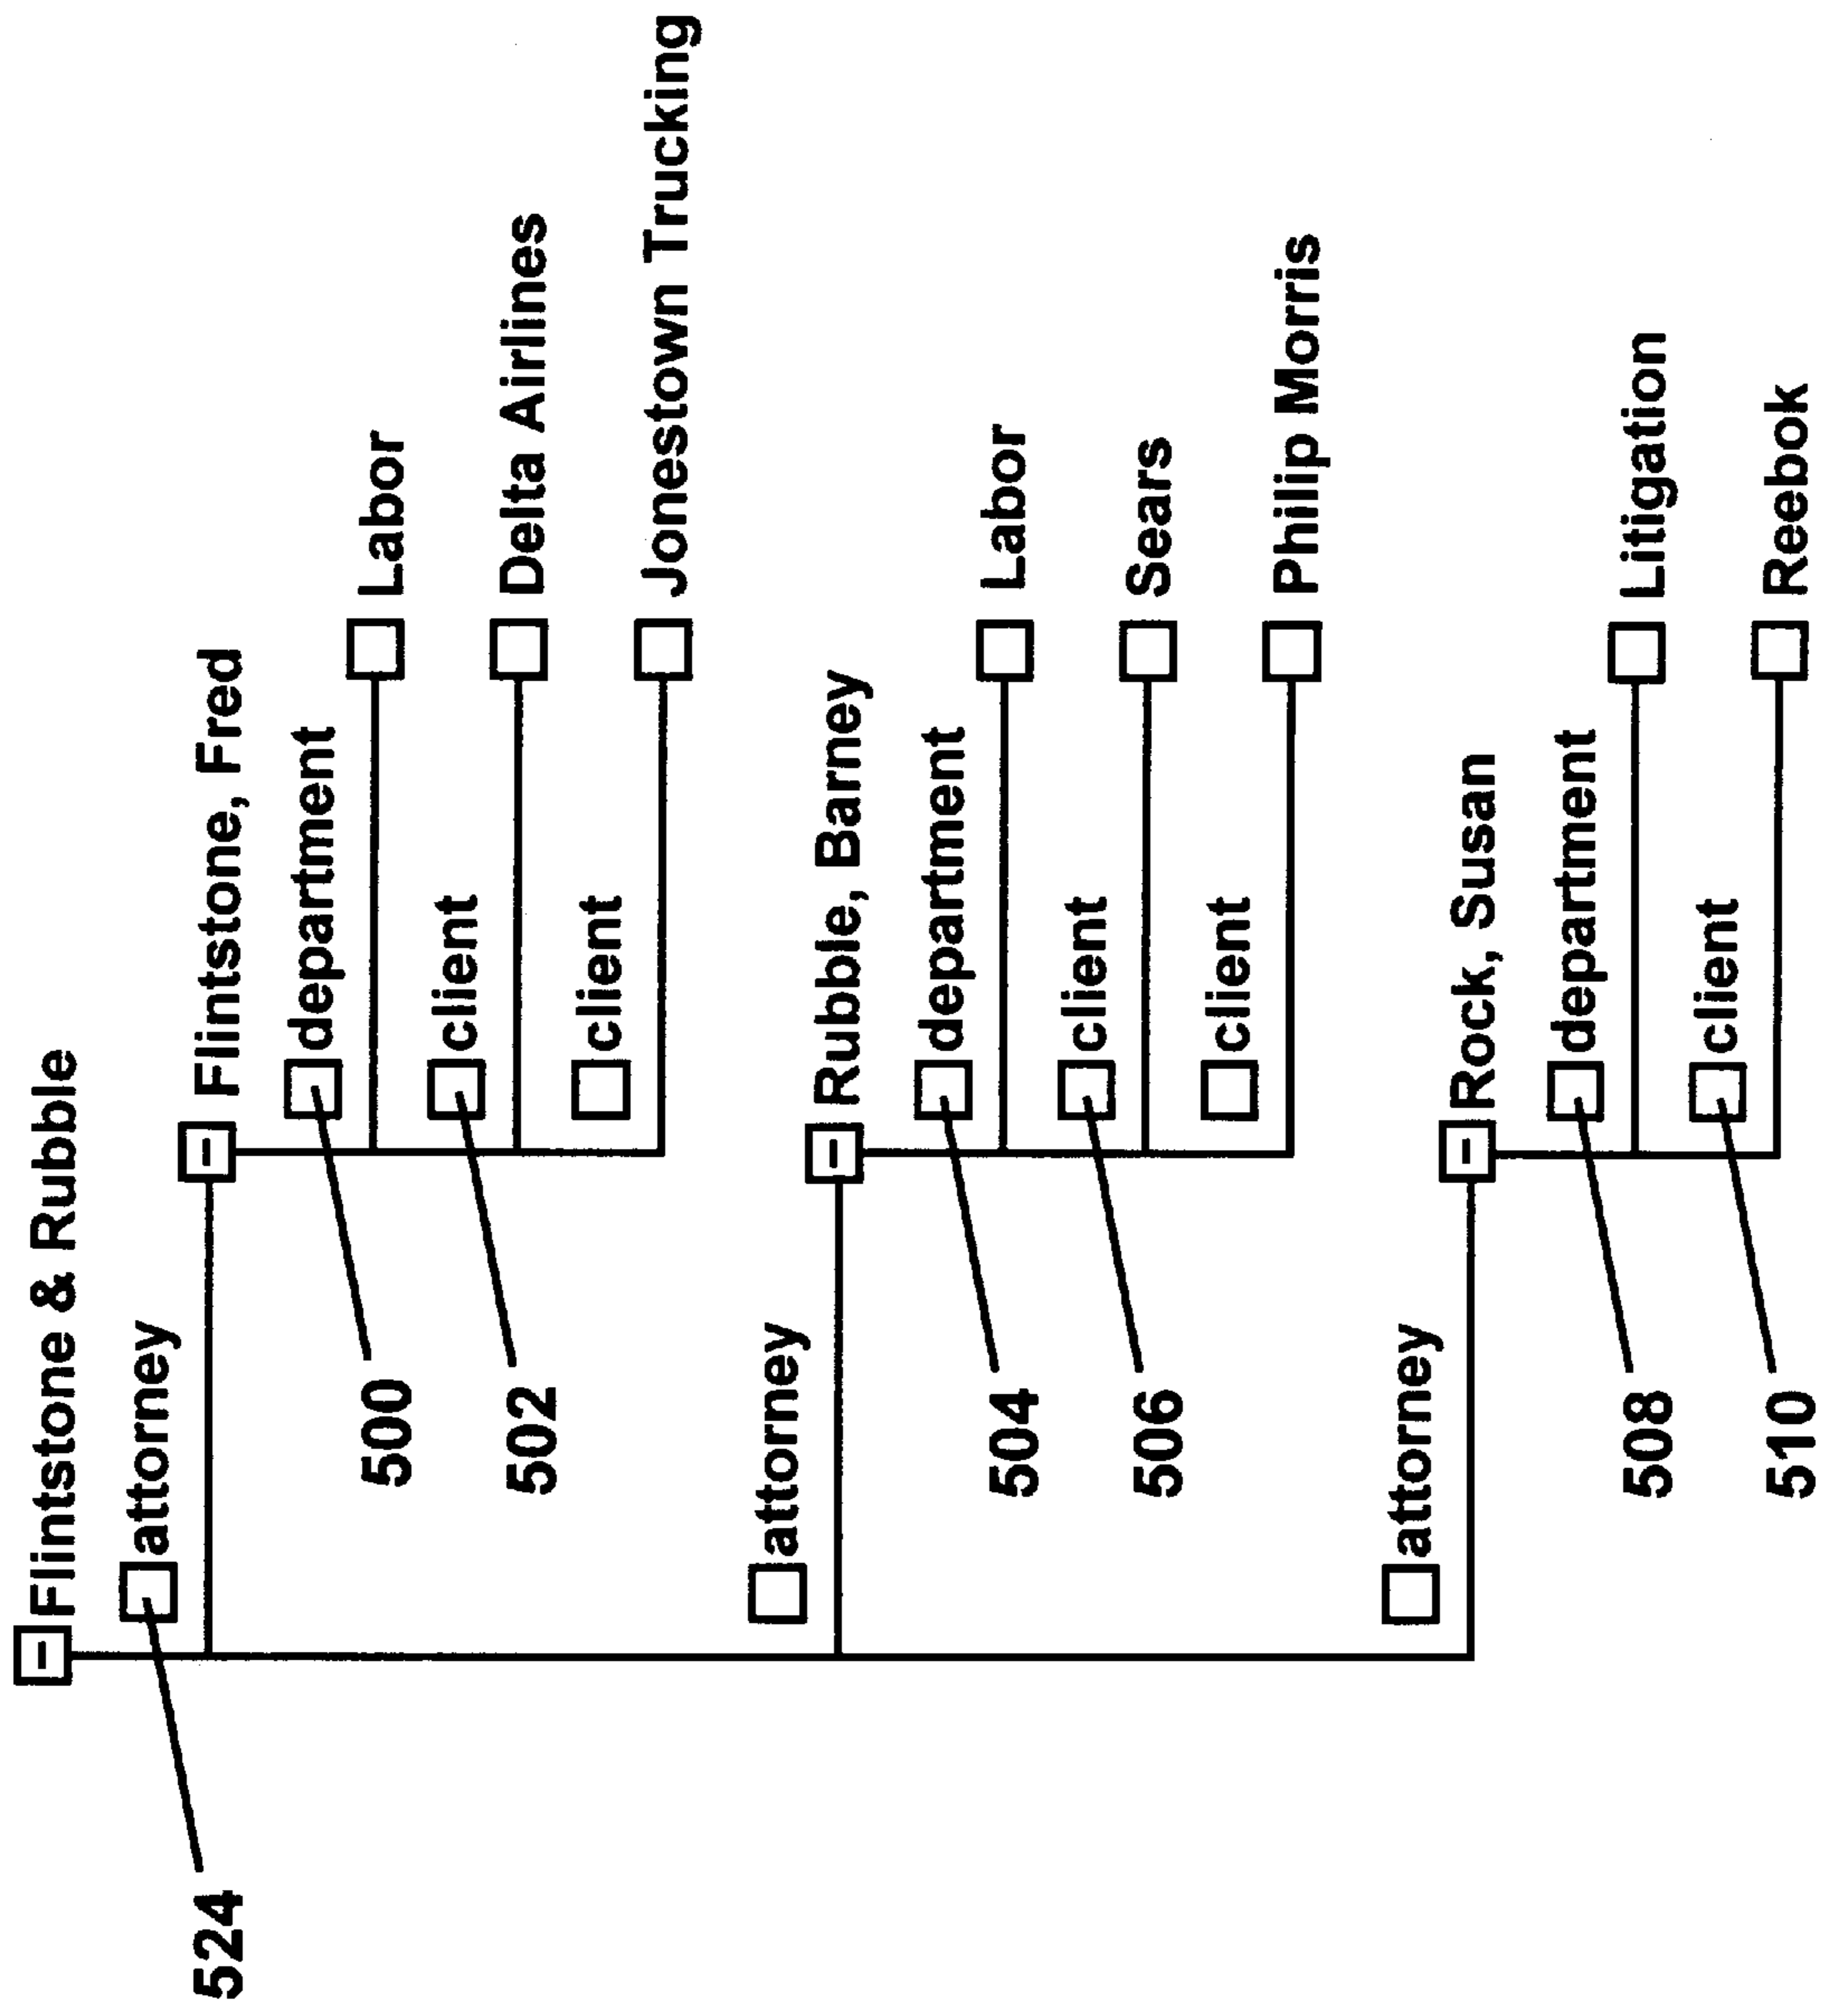 Flintstone & Rubble
attorney
524
Flintstone, Fred
department
500
Labor
client
502
Delta Airlines
client
Jonestown Trucking
attorney
Rubble, Barney
department
504
Labor
client
506
Sears
client
Philip Morris
attorney
Rock, Susan
department
508
Litigation
client
510
Reebok